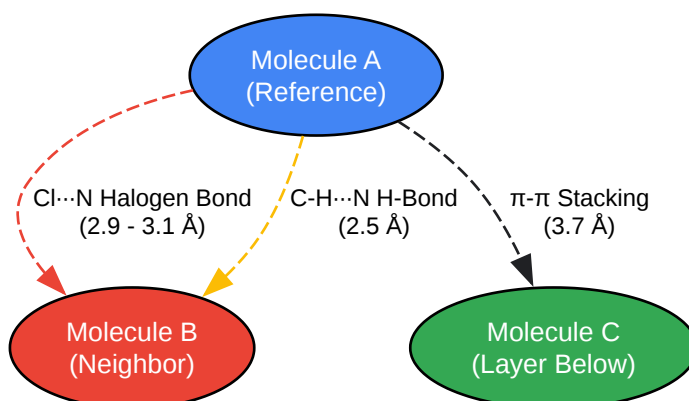 Molecule A
(Reference)
Cl···N Halogen Bond
(2.9 - 3.1 Å)
C-H···N H-Bond
(2.5 Å)
π-π Stacking
(3.7 Å)
Molecule B
(Neighbor)
Molecule C
(Layer Below)